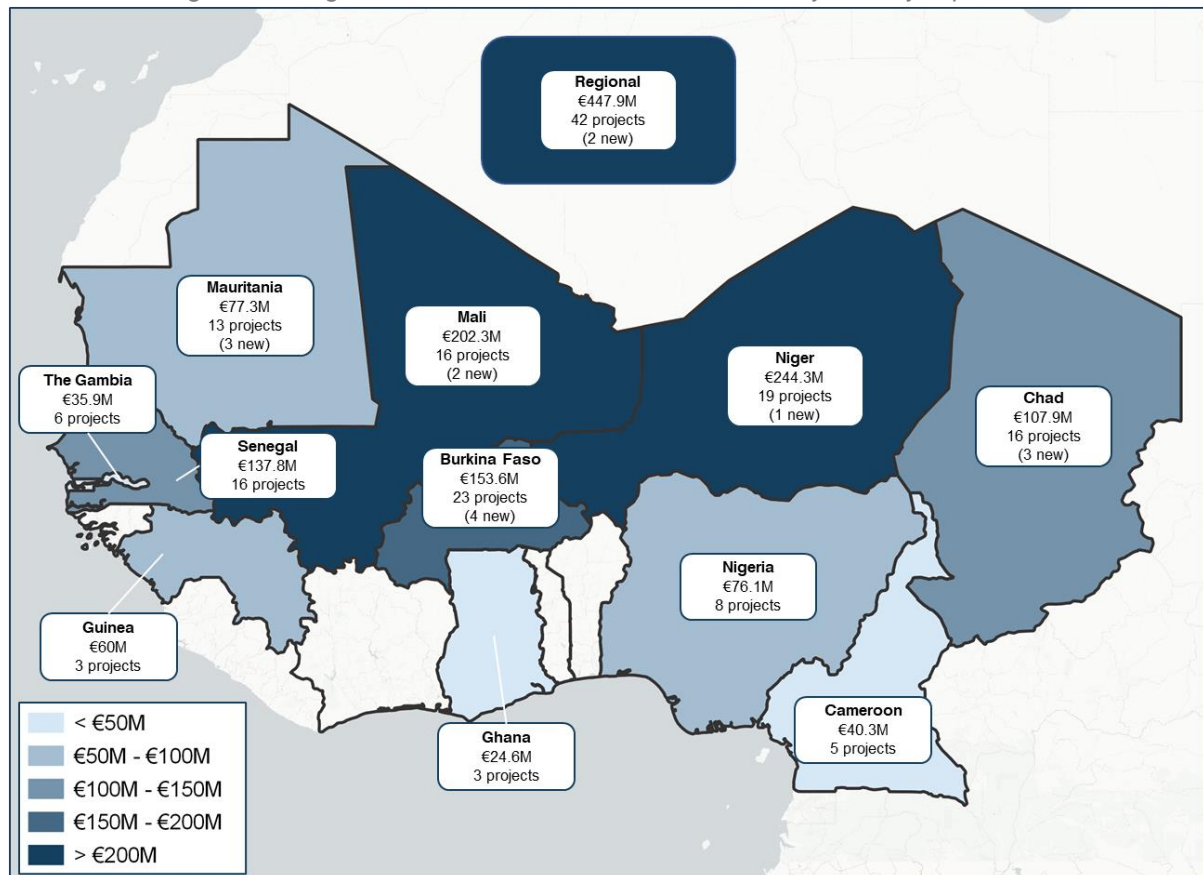 Regional
€447.9M
42 projects
(2 new)
Mauritania
€77.3M
13 projects
(3 new)
Mali
€202.3M
16 projects
(2 new)
Niger
€244.3M
19 projects
(1 new)
Chad
€107.9M
16 projects
(3 new)
The Gambia
€35.9M
6 projects
Senegal
€137.8M
16 projects
Burkina Faso
€153.6M
23 projects
(4 new)
Nigeria
€76.1M
8 projects
Guinea
€60M
3 projects
Ghana
€24.6M
3 projects
Cameroon
€40.3M
5 projects
< €50M
€50M - €100M
€100M - €150M
€150M - €200M
> €200M